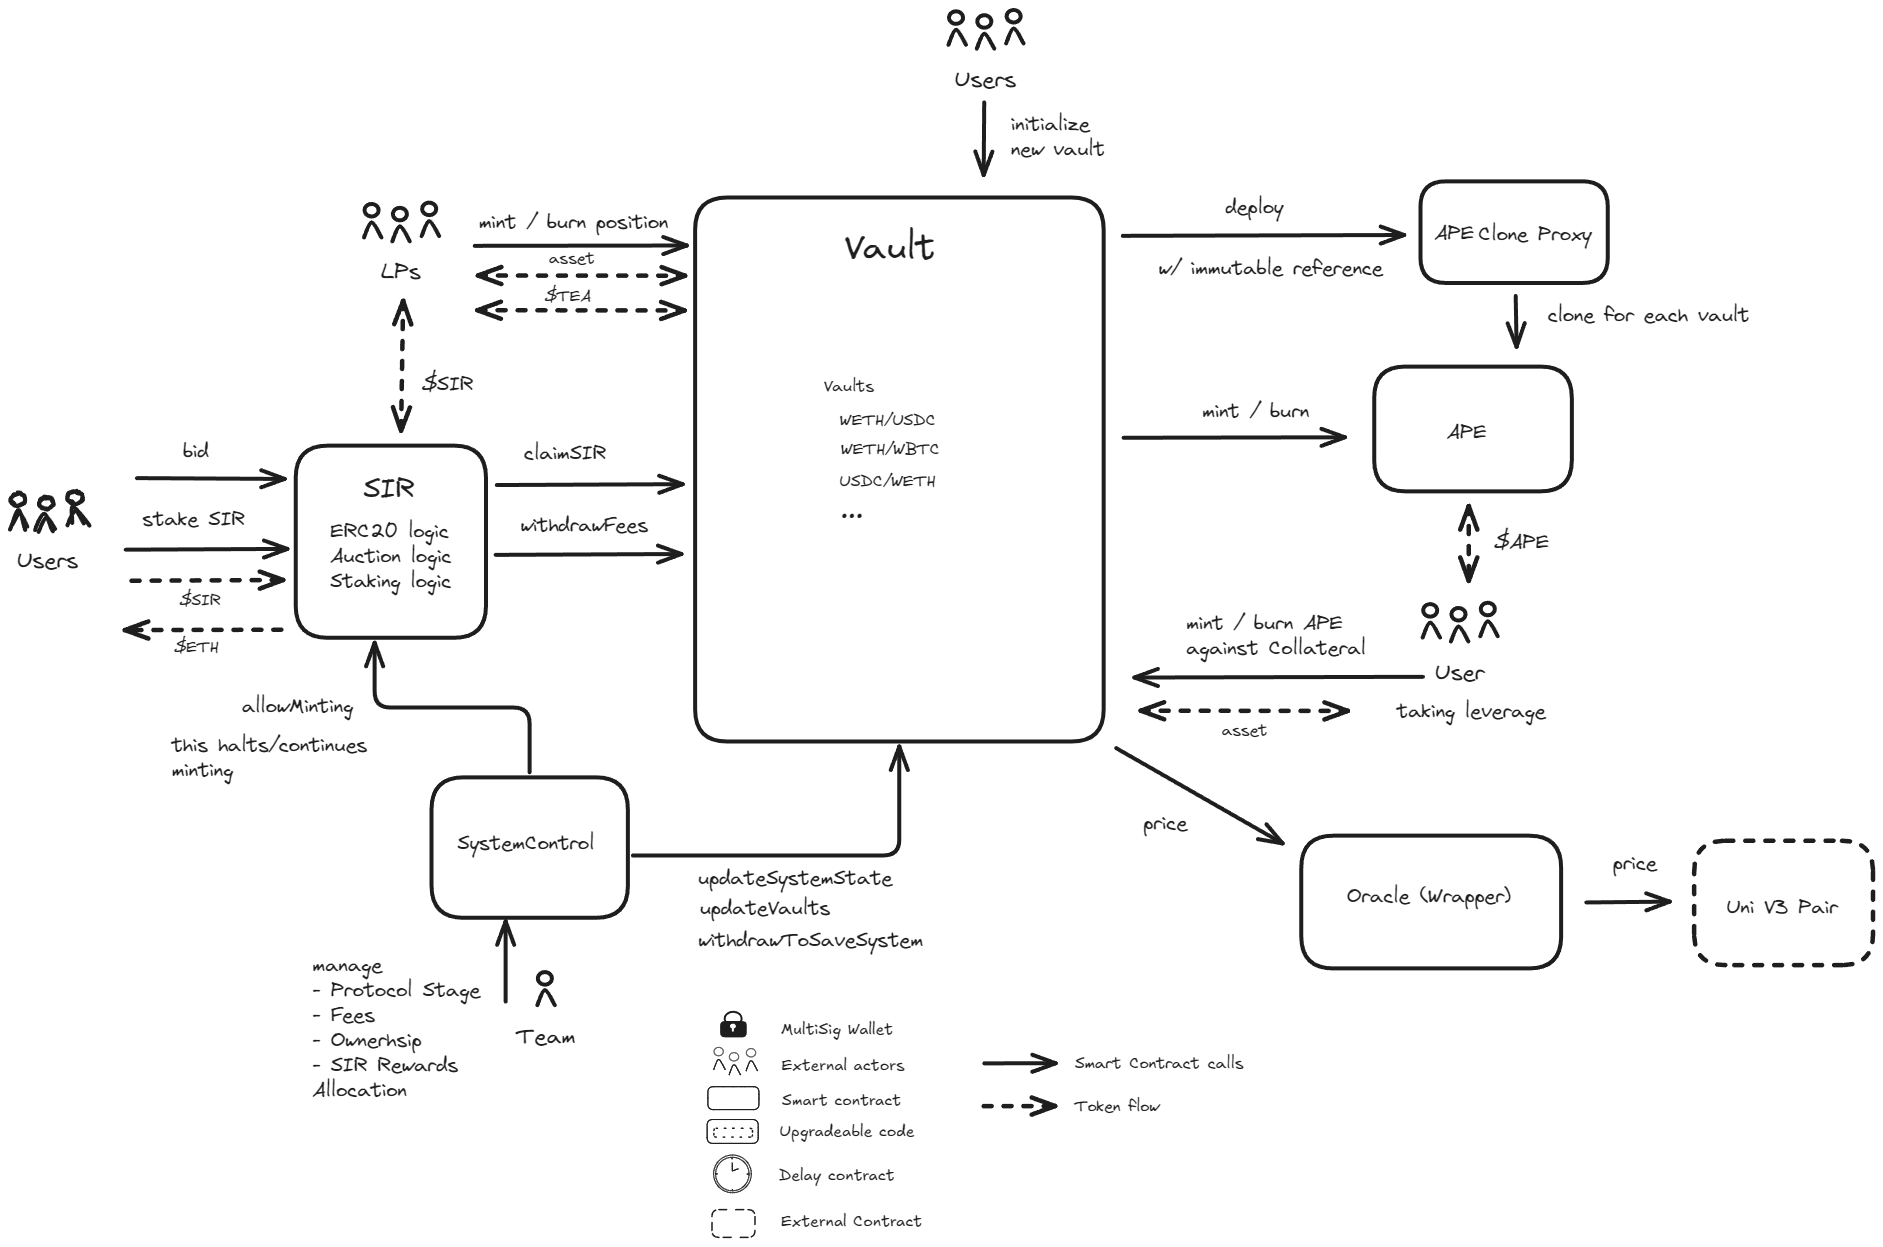 Users
initialize
new vault
LPs
mint / burn position
asset
$TEA
$SIR
Vault
Vaults
WETH/USDC
WETH/WBTC
USDC/WETH
...
deploy
w/ immutable reference
APE Clone Proxy
clone for each vault
mint / burn
APE
$APE
mint / burn APE
against Collateral
User
taking leverage
asset
Users
bid
stake SIR
$SIR
$ETH
SIR
ERC20 logic
Auction logic
Staking logic
claimSIR
withdrawFees
allowMinting
this halts/continues
minting
SystemControl
updateSystemState
updateVaults
withdrawToSaveSystem
price
Oracle (Wrapper)
price
Uni V3 Pair
manage
- Protocol Stage
- Fees
- Ownerhsip
- SIR Rewards
Allocation
Team
MultiSig Wallet
External actors
Smart contract
Upgradeable code
Delay contract
External Contract
Smart Contract calls
Token flow